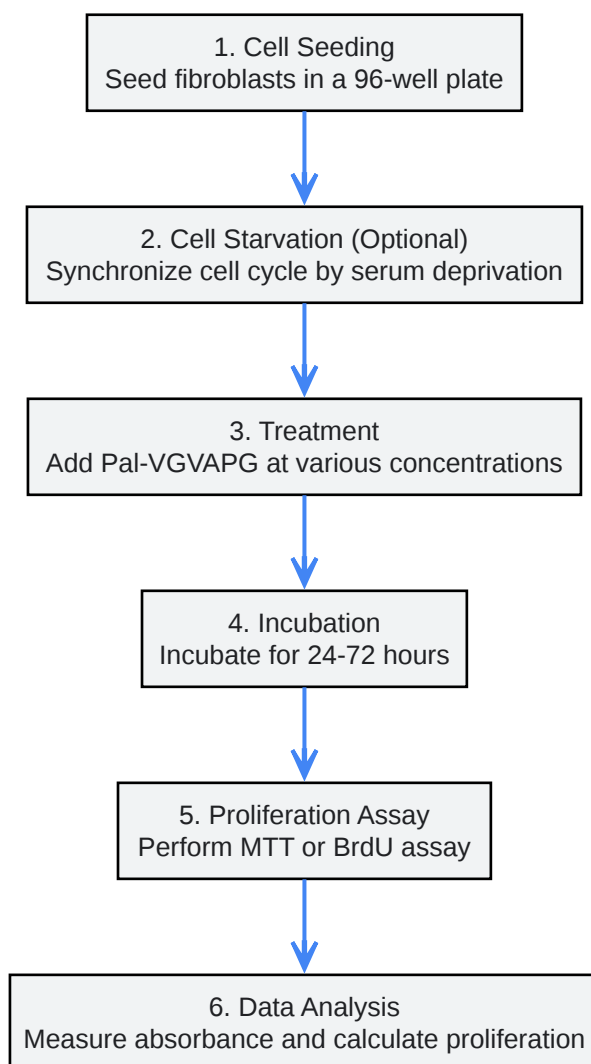 1. Cell Seeding
Seed fibroblasts in a 96-well plate
2. Cell Starvation (Optional)
Synchronize cell cycle by serum deprivation
3. Treatment
Add Pal-VGVAPG at various concentrations
4. Incubation
Incubate for 24-72 hours
5. Proliferation Assay
Perform MTT or BrdU assay
6. Data Analysis
Measure absorbance and calculate proliferation